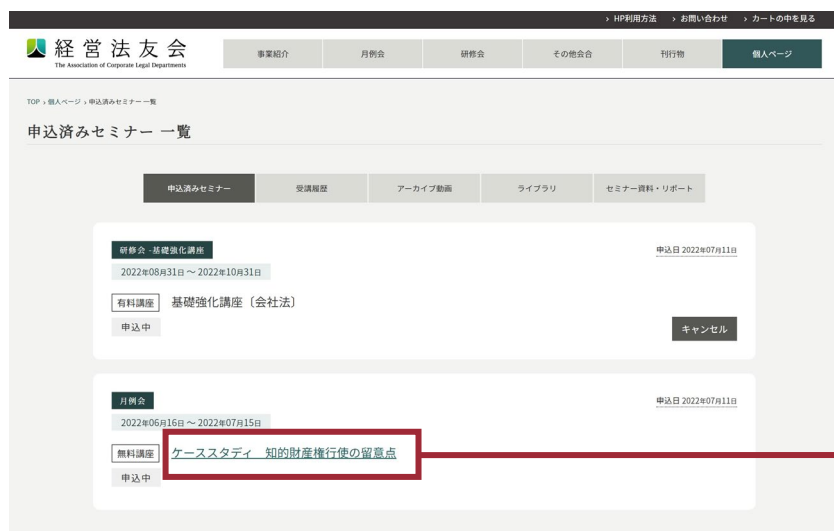 › HP利用方法 › お問い合わせ › カートの中を見る
経営法友会
The Association of Corporate Legal Departments
事業紹介 月例会 研修会 その他会合 刊行物 個人ページ
TOP › 個人ページ › 申込済みセミナー一覧
申込済みセミナー 一覧
申込済みセミナー 受講履歴 アーカイブ動画 ライブラリ セミナー資料・リポート
研修会 -基礎強化講座 申込日 2022年07月11日
2022年08月31日 ~ 2022年10月31日
有料講座 基礎強化講座〔会社法〕
申込中 キャンセル
月例会 申込日 2022年07月11日
2022年06月16日 ~ 2022年07月15日
無料講座 ケーススタディ 知的財産権行使の留意点
申込中